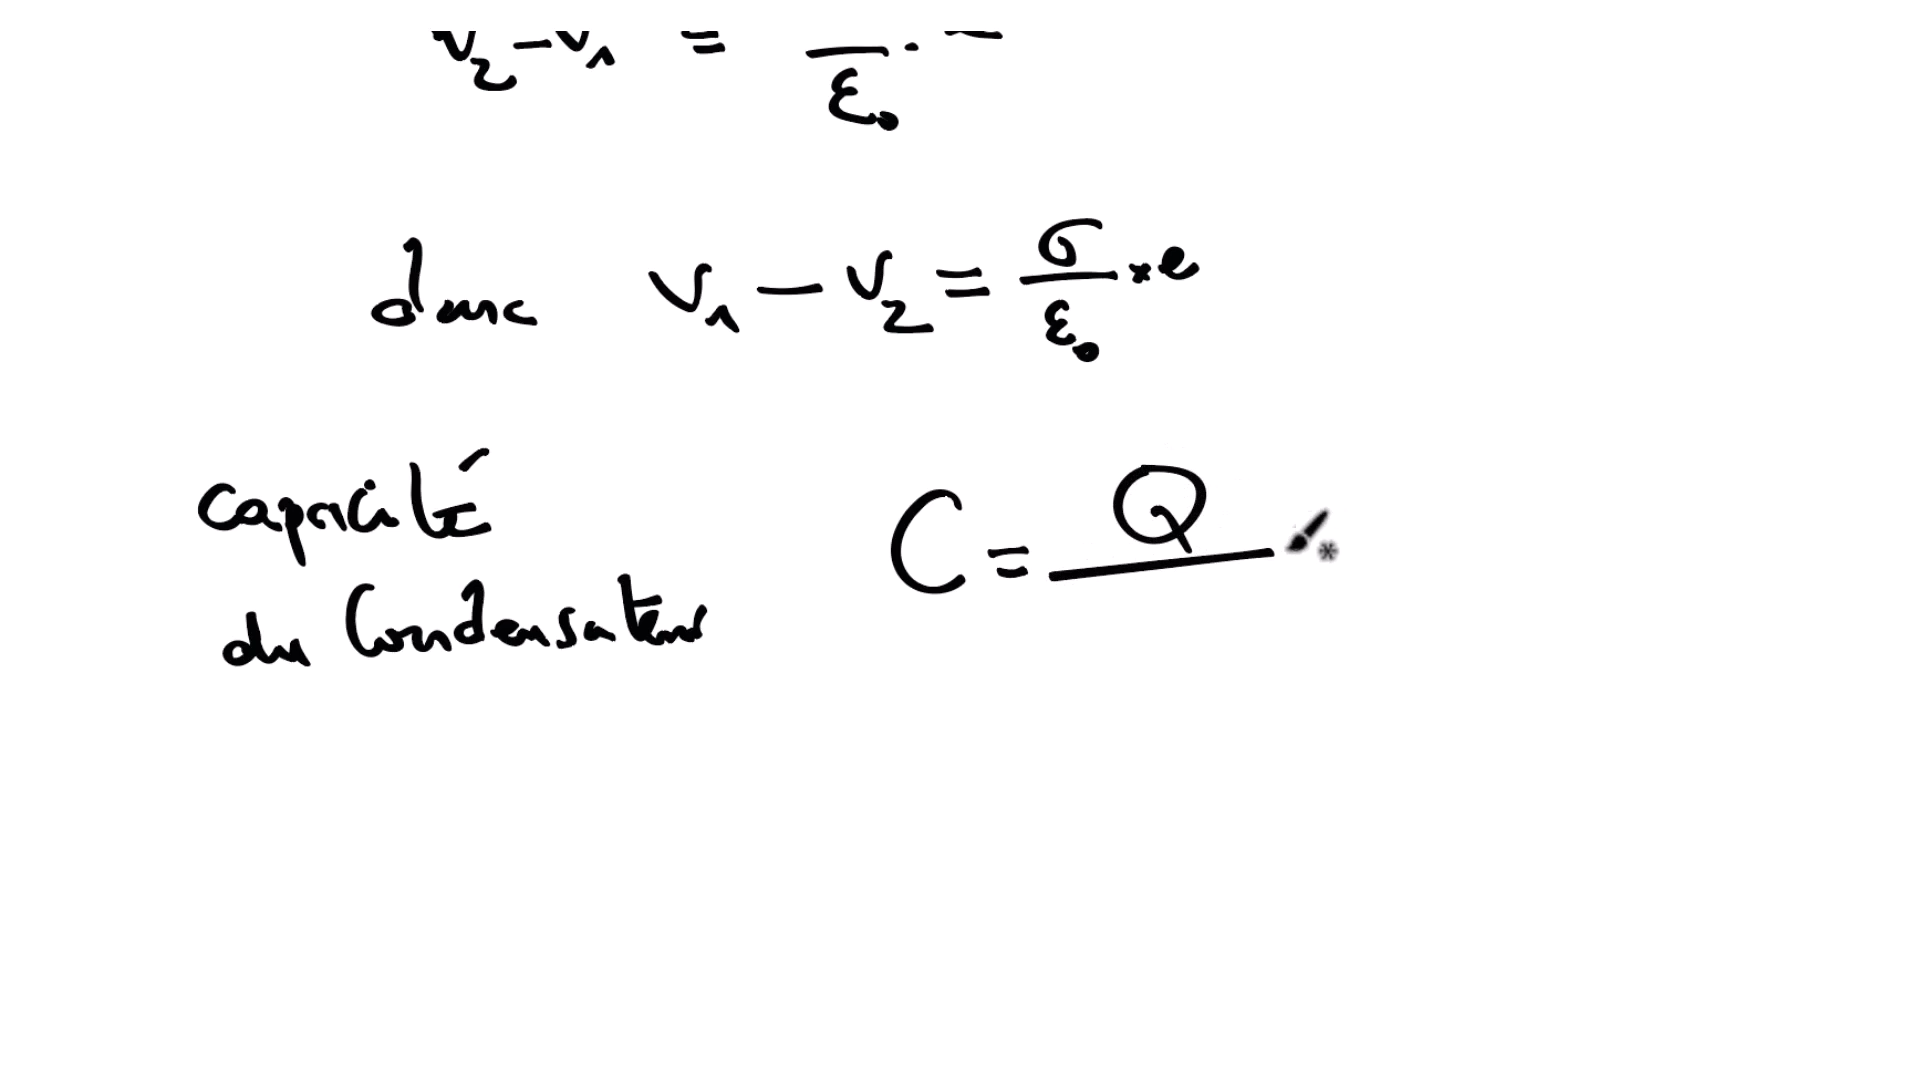 V₂-V₁ = — .
ε₀
donc V₁ - V₂ = σ/ε₀ × e
capacité
du Condensateur
C = Q/